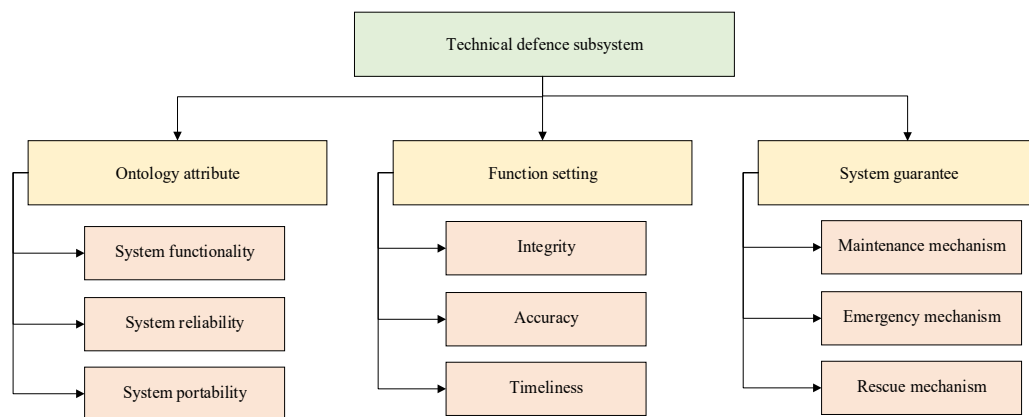 Technical defence subsystem
Ontology attribute
System functionality
System reliability
System portability
Function setting
Integrity
Accuracy
Timeliness
System guarantee
Maintenance mechanism
Emergency mechanism
Rescue mechanism